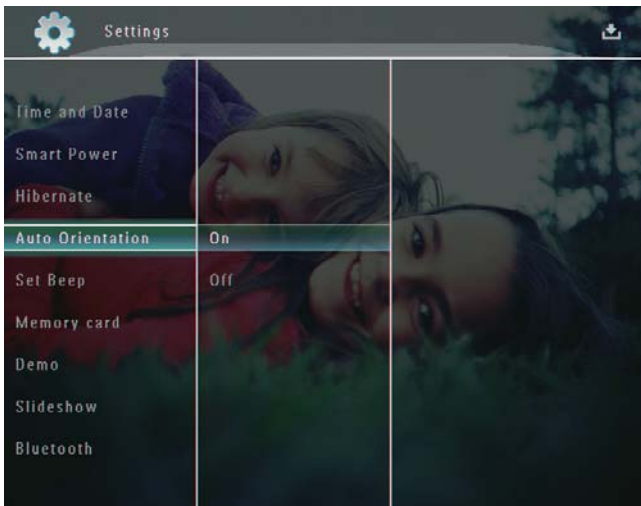 Settings
Time and Date
Smart Power
Hibernate
Auto Orientation
On
Set Beep
Off
Memory card
Demo
Slideshow
Bluetooth